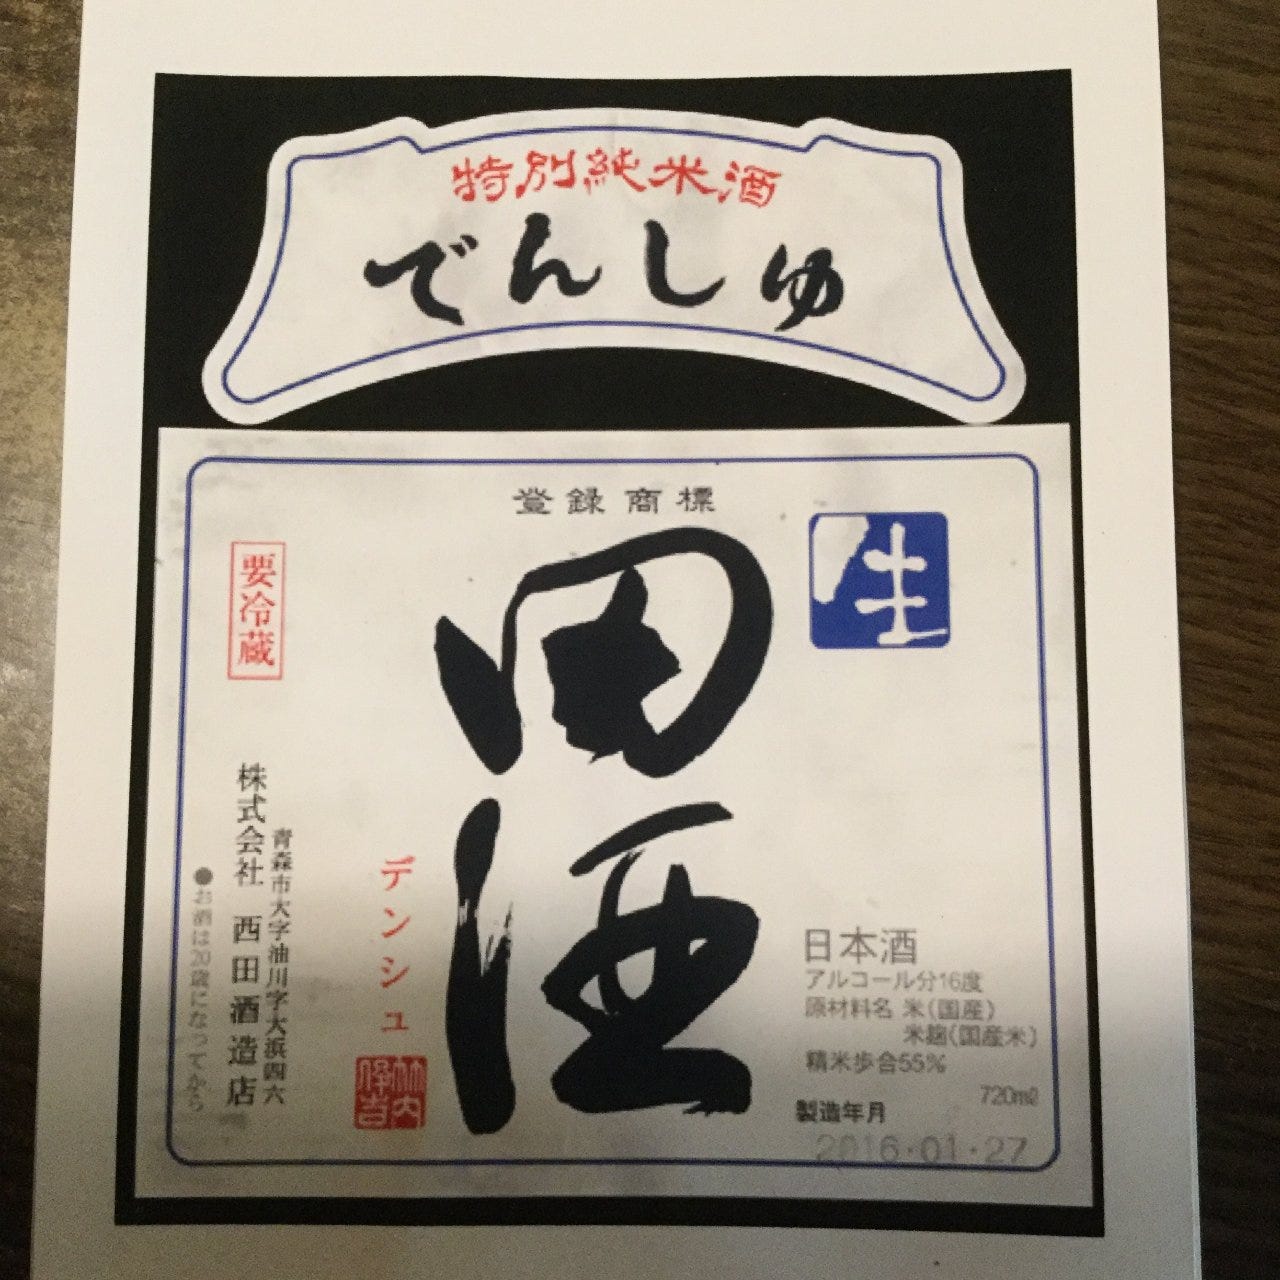 特別純米酒
でんしゅ
登録商標
生
要冷蔵
田酒
デンシュ
日本酒
アルコール分16度
原材料名 米(国産)
米麹(国産米)
精米歩合55%
720mℓ
製造年月
2016.01.27
青森市大字油川字大浜四六
株式会社 西田酒造店
●お酒は20歳になってから